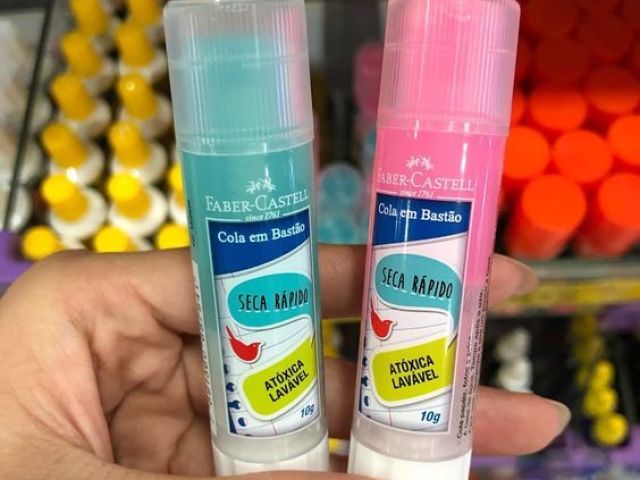 FABER-CASTELL
since 1761
Cola em Bastão
SECA RÁPIDO
ATÓXICA
LAVÁVEL
10g
FABER-CASTELL
since 1761
Cola em Bastão
SECA RÁPIDO
ATÓXICA
LAVÁVEL
10g